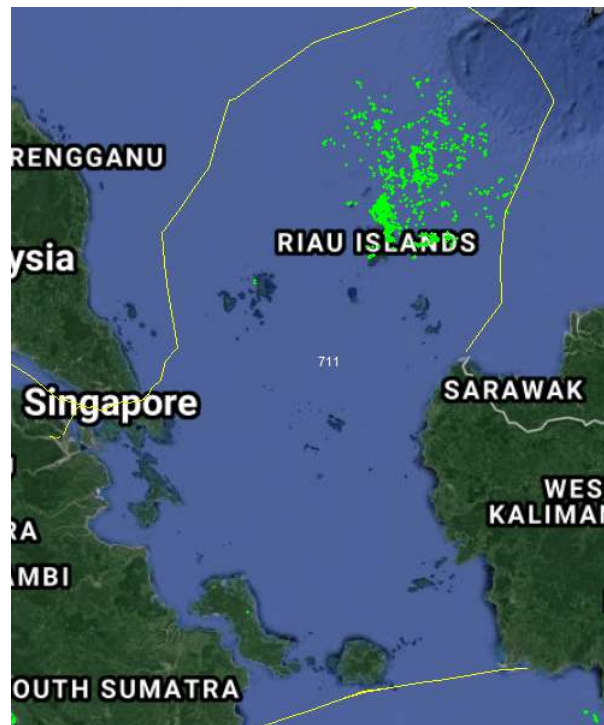 RENGGANU
RIAU ISLANDS
ysia
711
SARAWAK
Singapore
WES
KALIMAN
RA
AMBI
OUTH SUMATRA